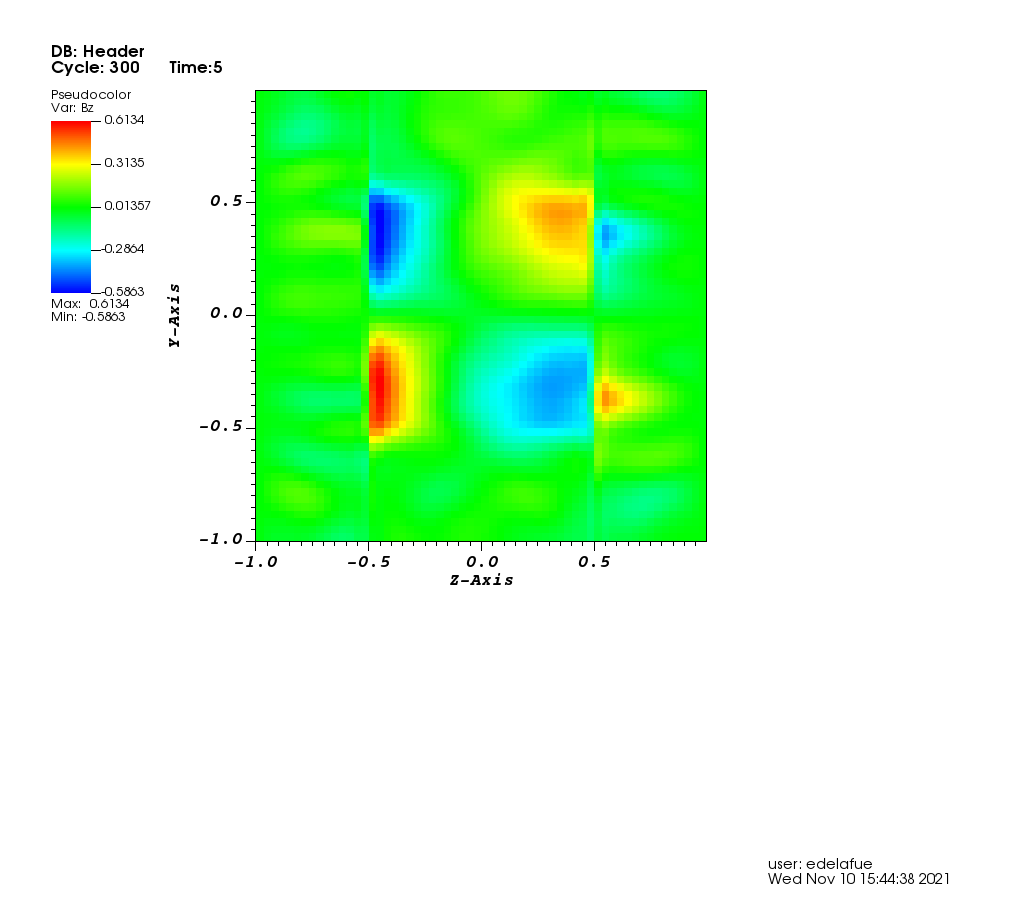 DB: Header
Cycle: 300 Time:5
Pseudocolor
Var: Bz
0.6134
0.3135
0.01357
-0.2864
-0.5863
Max: 0.6134
Min: -0.5863
Y-Axis
0.5
0.0
-0.5
-1.0
-1.0 -0.5 0.0 0.5
Z-Axis
user: edelafue
Wed Nov 10 15:44:38 2021